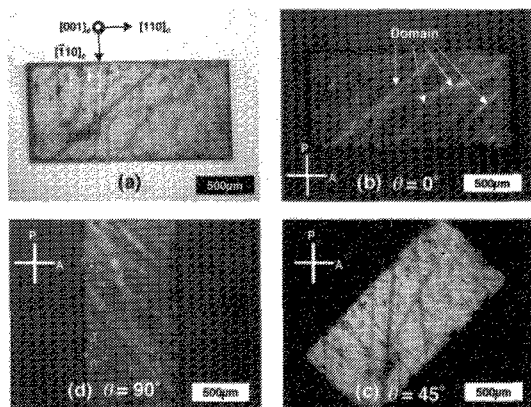 [001]ₒ [110]ₒ
[1̄10]ₒ
(a)
500μm
Domain
P
A
(b) θ = 0°
500μm
P
A
(d) θ = 90°
500μm
P
A
(c) θ = 45°
500μm